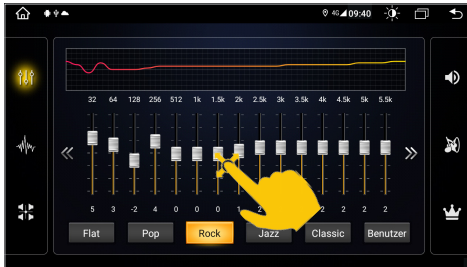 4G 09:40
32 64 128 256 512 1k 1.5k 2k 2.5k 3k 3.5k 4k 4.5k 5k 5.5k
5 3 -2 4 0 0 0 1 2 2 2 2
Flat Pop Rock Jazz Classic Benutzer